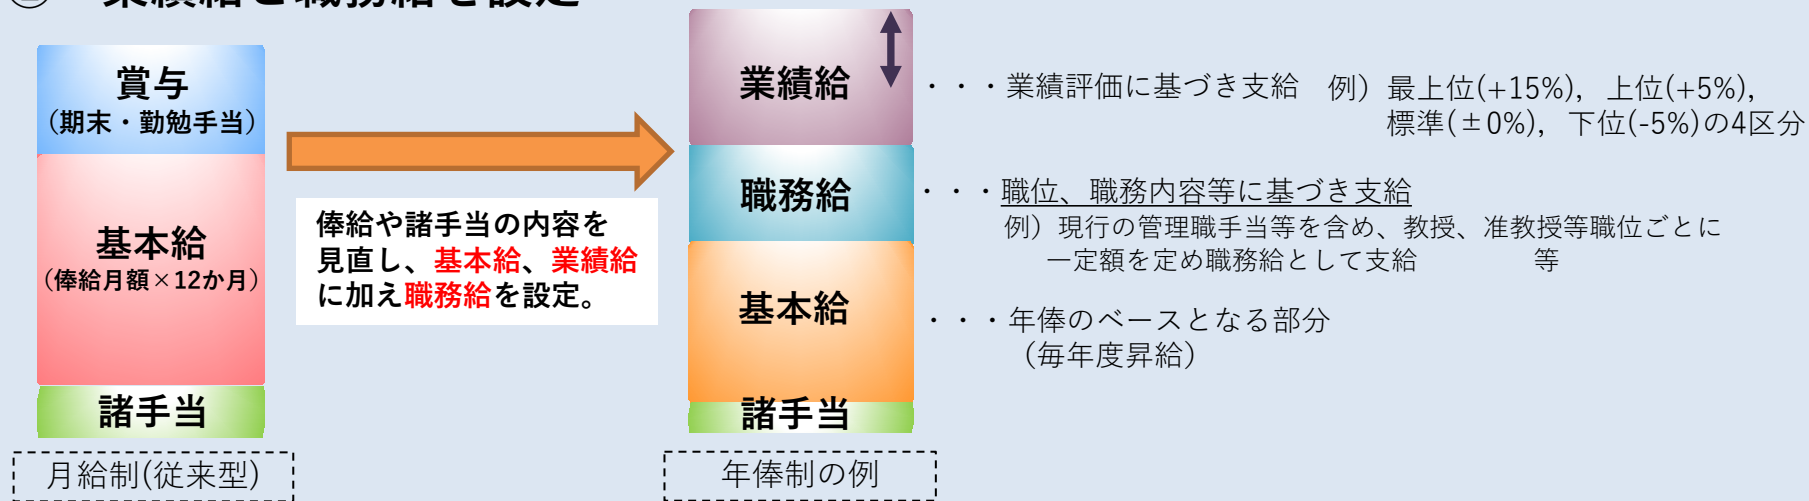 業績給と職務給を設定
賞与
（期末・勤勉手当）
基本給
（俸給月額×12か月）
諸手当
月給制(従来型)
俸給や諸手当の内容を
見直し、基本給、業績給
に加え職務給を設定。
業績給
職務給
基本給
諸手当
年俸制の例
・・・業績評価に基づき支給　例）最上位(+15%),　上位(+5%),
標準(±0%),　下位(-5%)の4区分
・・・職位、職務内容等に基づき支給
例）現行の管理職手当等を含め、教授、准教授等職位ごとに
一定額を定め職務給として支給　　　　等
・・・年俸のベースとなる部分
（毎年度昇給）